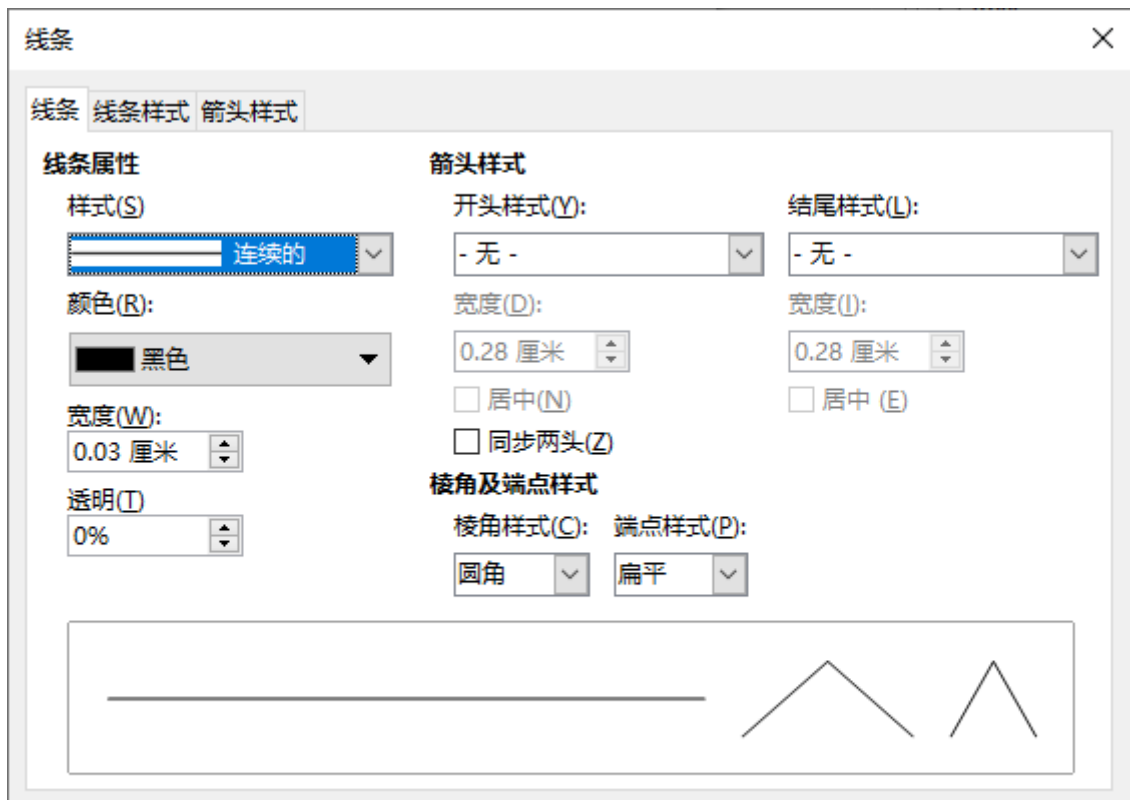 线条
线条 线条样式 箭头样式
线条属性
样式(S)
连续的
颜色(R):
黑色
宽度(W):
0.03 厘米
透明(T)
0%
箭头样式
开头样式(Y): 结尾样式(L):
- 无 - - 无 -
宽度(D): 宽度(I):
0.28 厘米 0.28 厘米
居中(N) 居中 (E)
同步两头(Z)
棱角及端点样式
棱角样式(C): 端点样式(P):
圆角 扁平